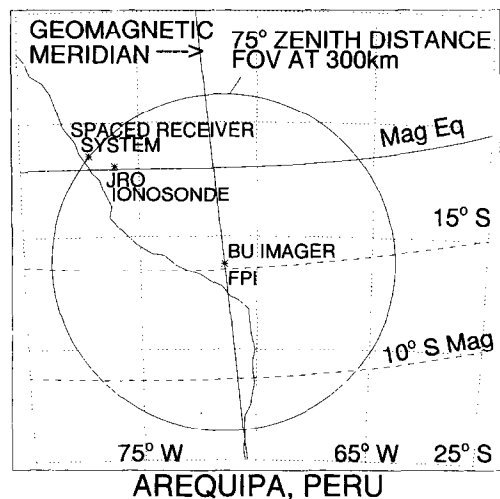 GEOMAGNETIC
MERIDIAN -->
75° ZENITH DISTANCE
FOV AT 300km
SPACED RECEIVER
SYSTEM
Mag Eq
JRO
IONOSONDE
15° S
BU IMAGER
FPI
10° S Mag
75° W
65° W
25° S
AREQUIPA, PERU